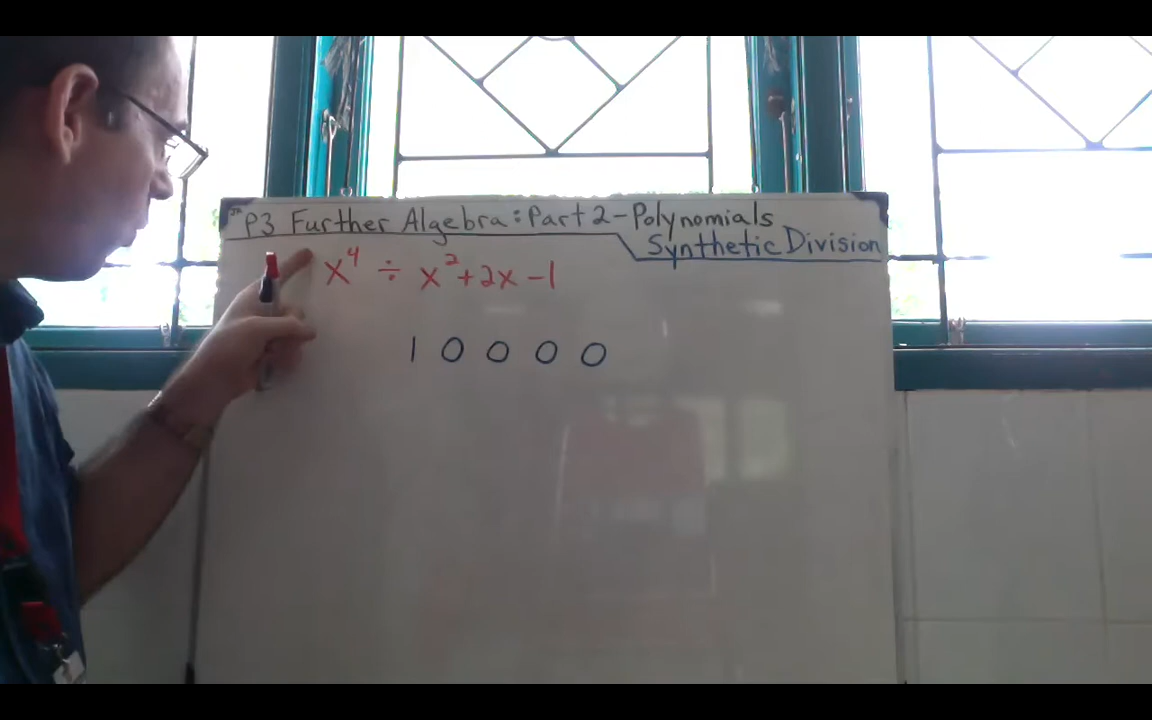 P3 Further Algebra: Part 2-Polynomials
Synthetic Division
x⁴ ÷ x²+2x-1
1 0 0 0 0